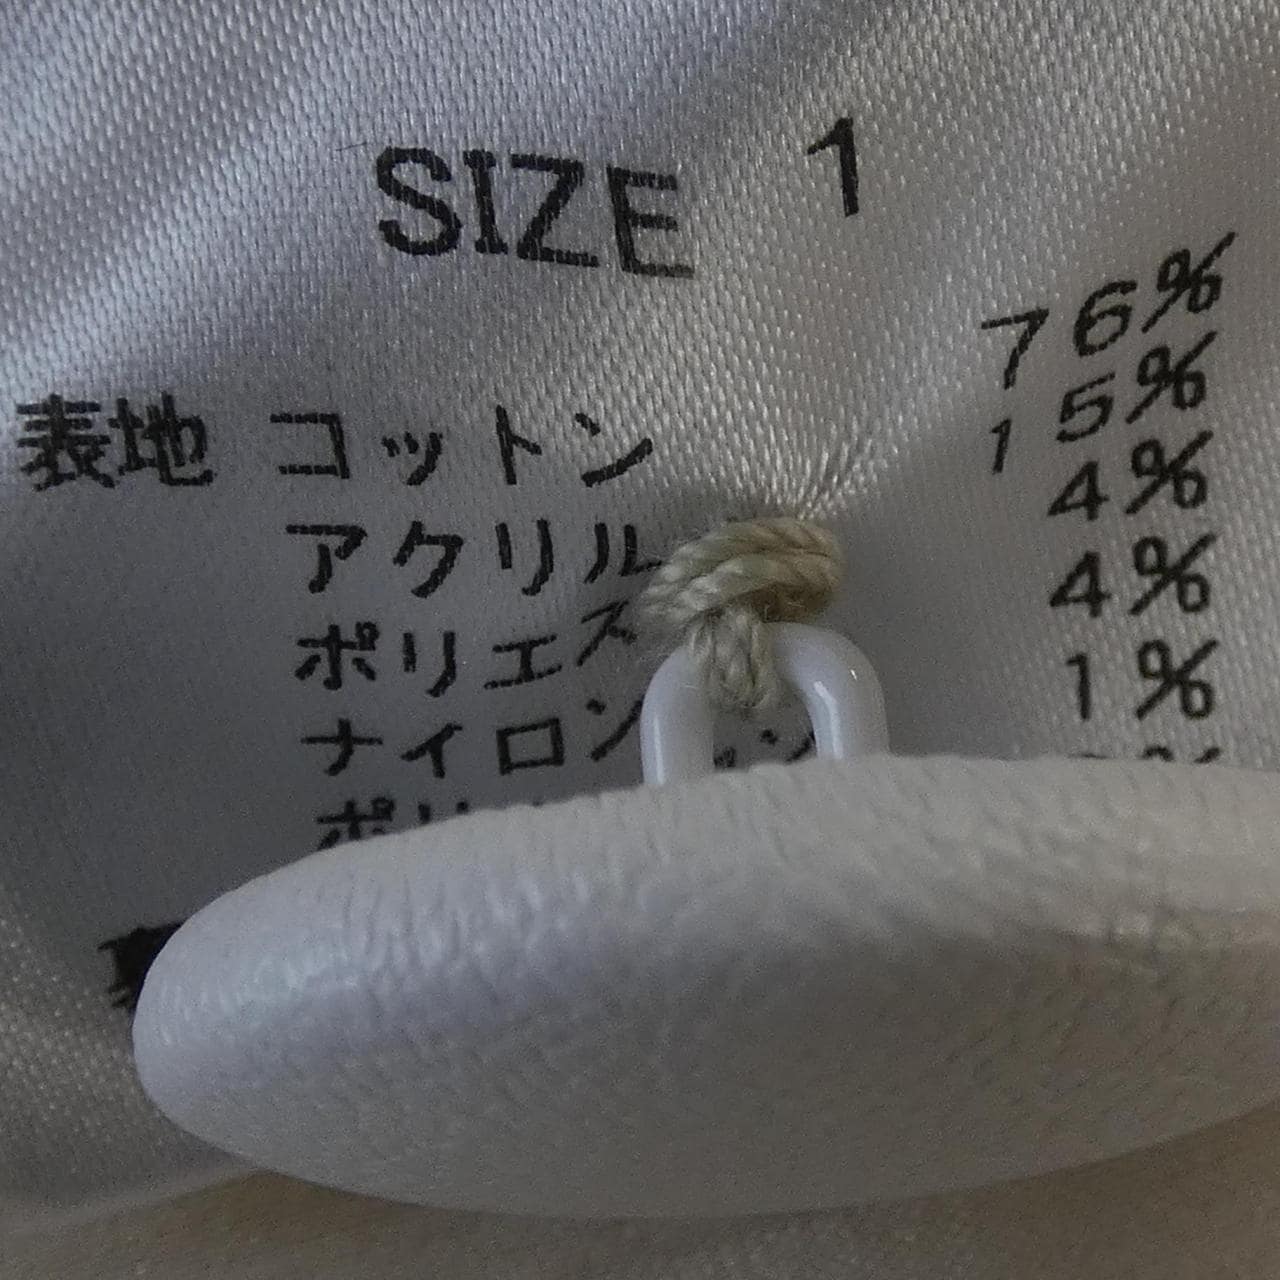 SIZE 1
表地 コットン 76%
アクリル 15%
ポリエス 4%
ナイロン 4%
1%